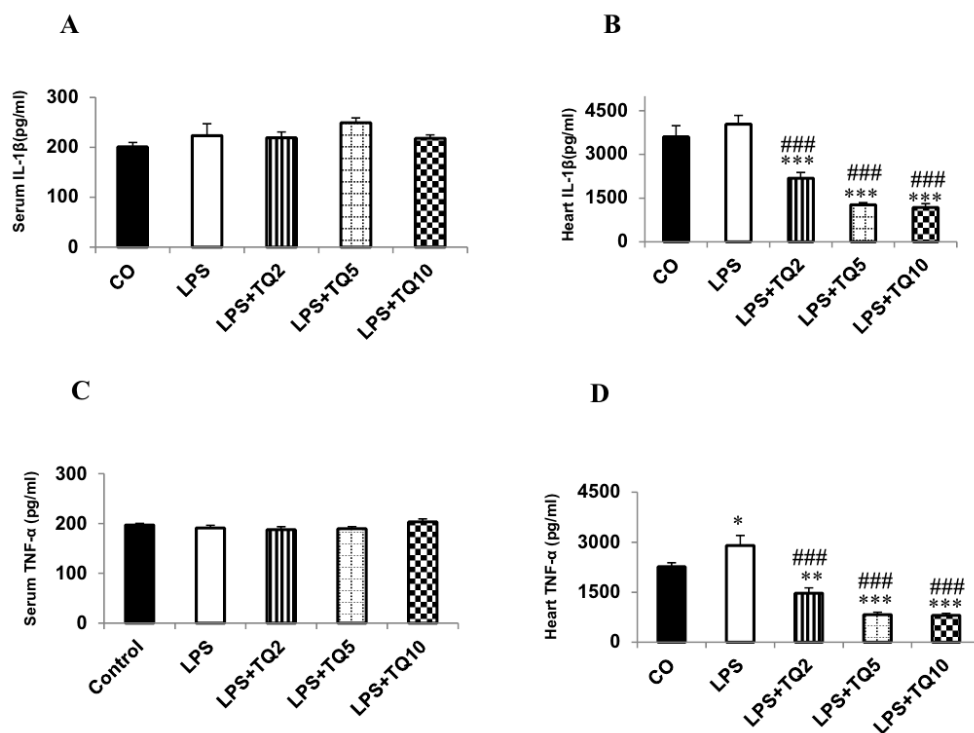 A
Serum IL-1β(pg/ml)
300
200
100
0
CO
LPS
LPS+TQ2
LPS+TQ5
LPS+TQ10
B
Heart IL-1β(pg/ml)
4500
3000
1500
0
###
***
###
***
###
***
CO
LPS
LPS+TQ2
LPS+TQ5
LPS+TQ10
C
Serum TNF-α (pg/ml)
300
200
100
0
Control
LPS
LPS+TQ2
LPS+TQ5
LPS+TQ10
D
Heart TNF-α (pg/ml)
4500
3000
1500
0
*
###
**
###
***
###
***
CO
LPS
LPS+TQ2
LPS+TQ5
LPS+TQ10